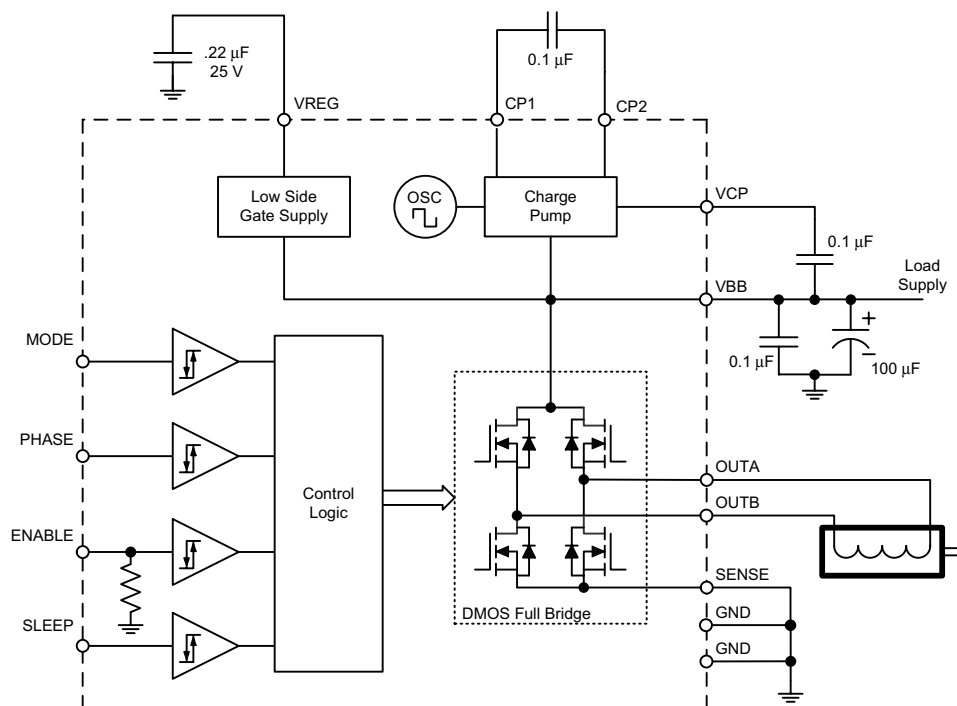 .22 μF
25 V
0.1 μF
VREG
CP1
CP2
Low Side
Gate Supply
OSC
Charge
Pump
VCP
0.1 μF
Load
Supply
VBB
MODE
0.1 μF
100 μF
PHASE
Control
Logic
OUTA
OUTB
ENABLE
SENSE
DMOS Full Bridge
GND
SLEEP
GND